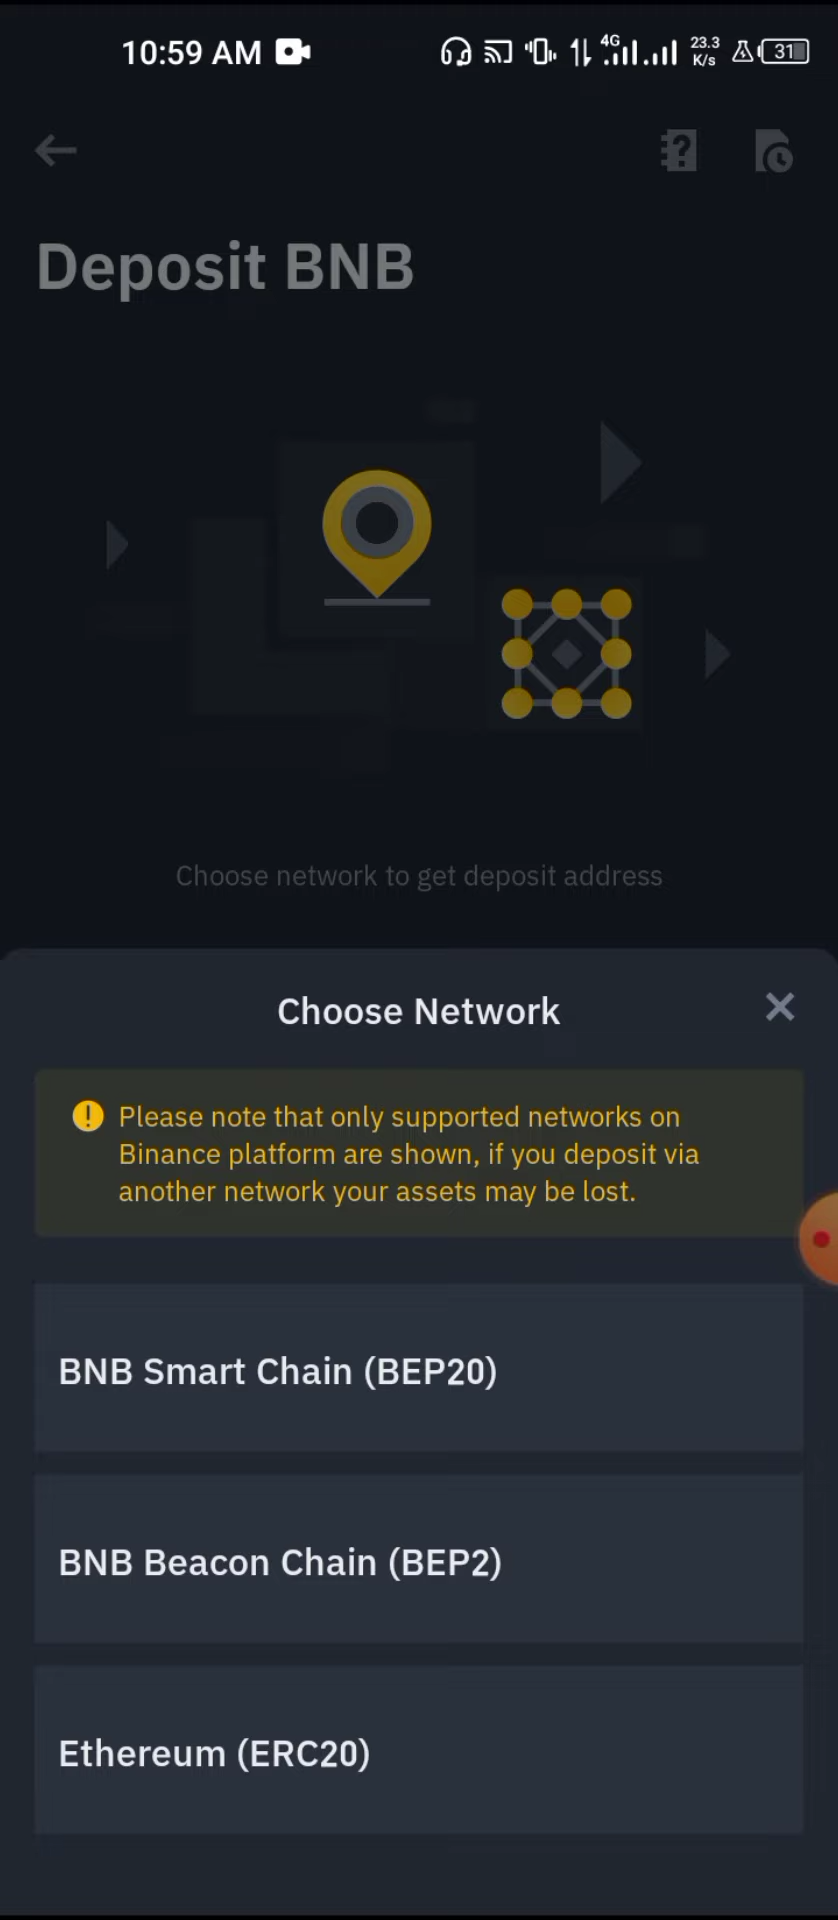 10:59 AM
4G
23.3
K/s
31
Deposit BNB
Choose network to get deposit address
Choose Network
Please note that only supported networks on
Binance platform are shown, if you deposit via
another network your assets may be lost.
BNB Smart Chain (BEP20)
BNB Beacon Chain (BEP2)
Ethereum (ERC20)